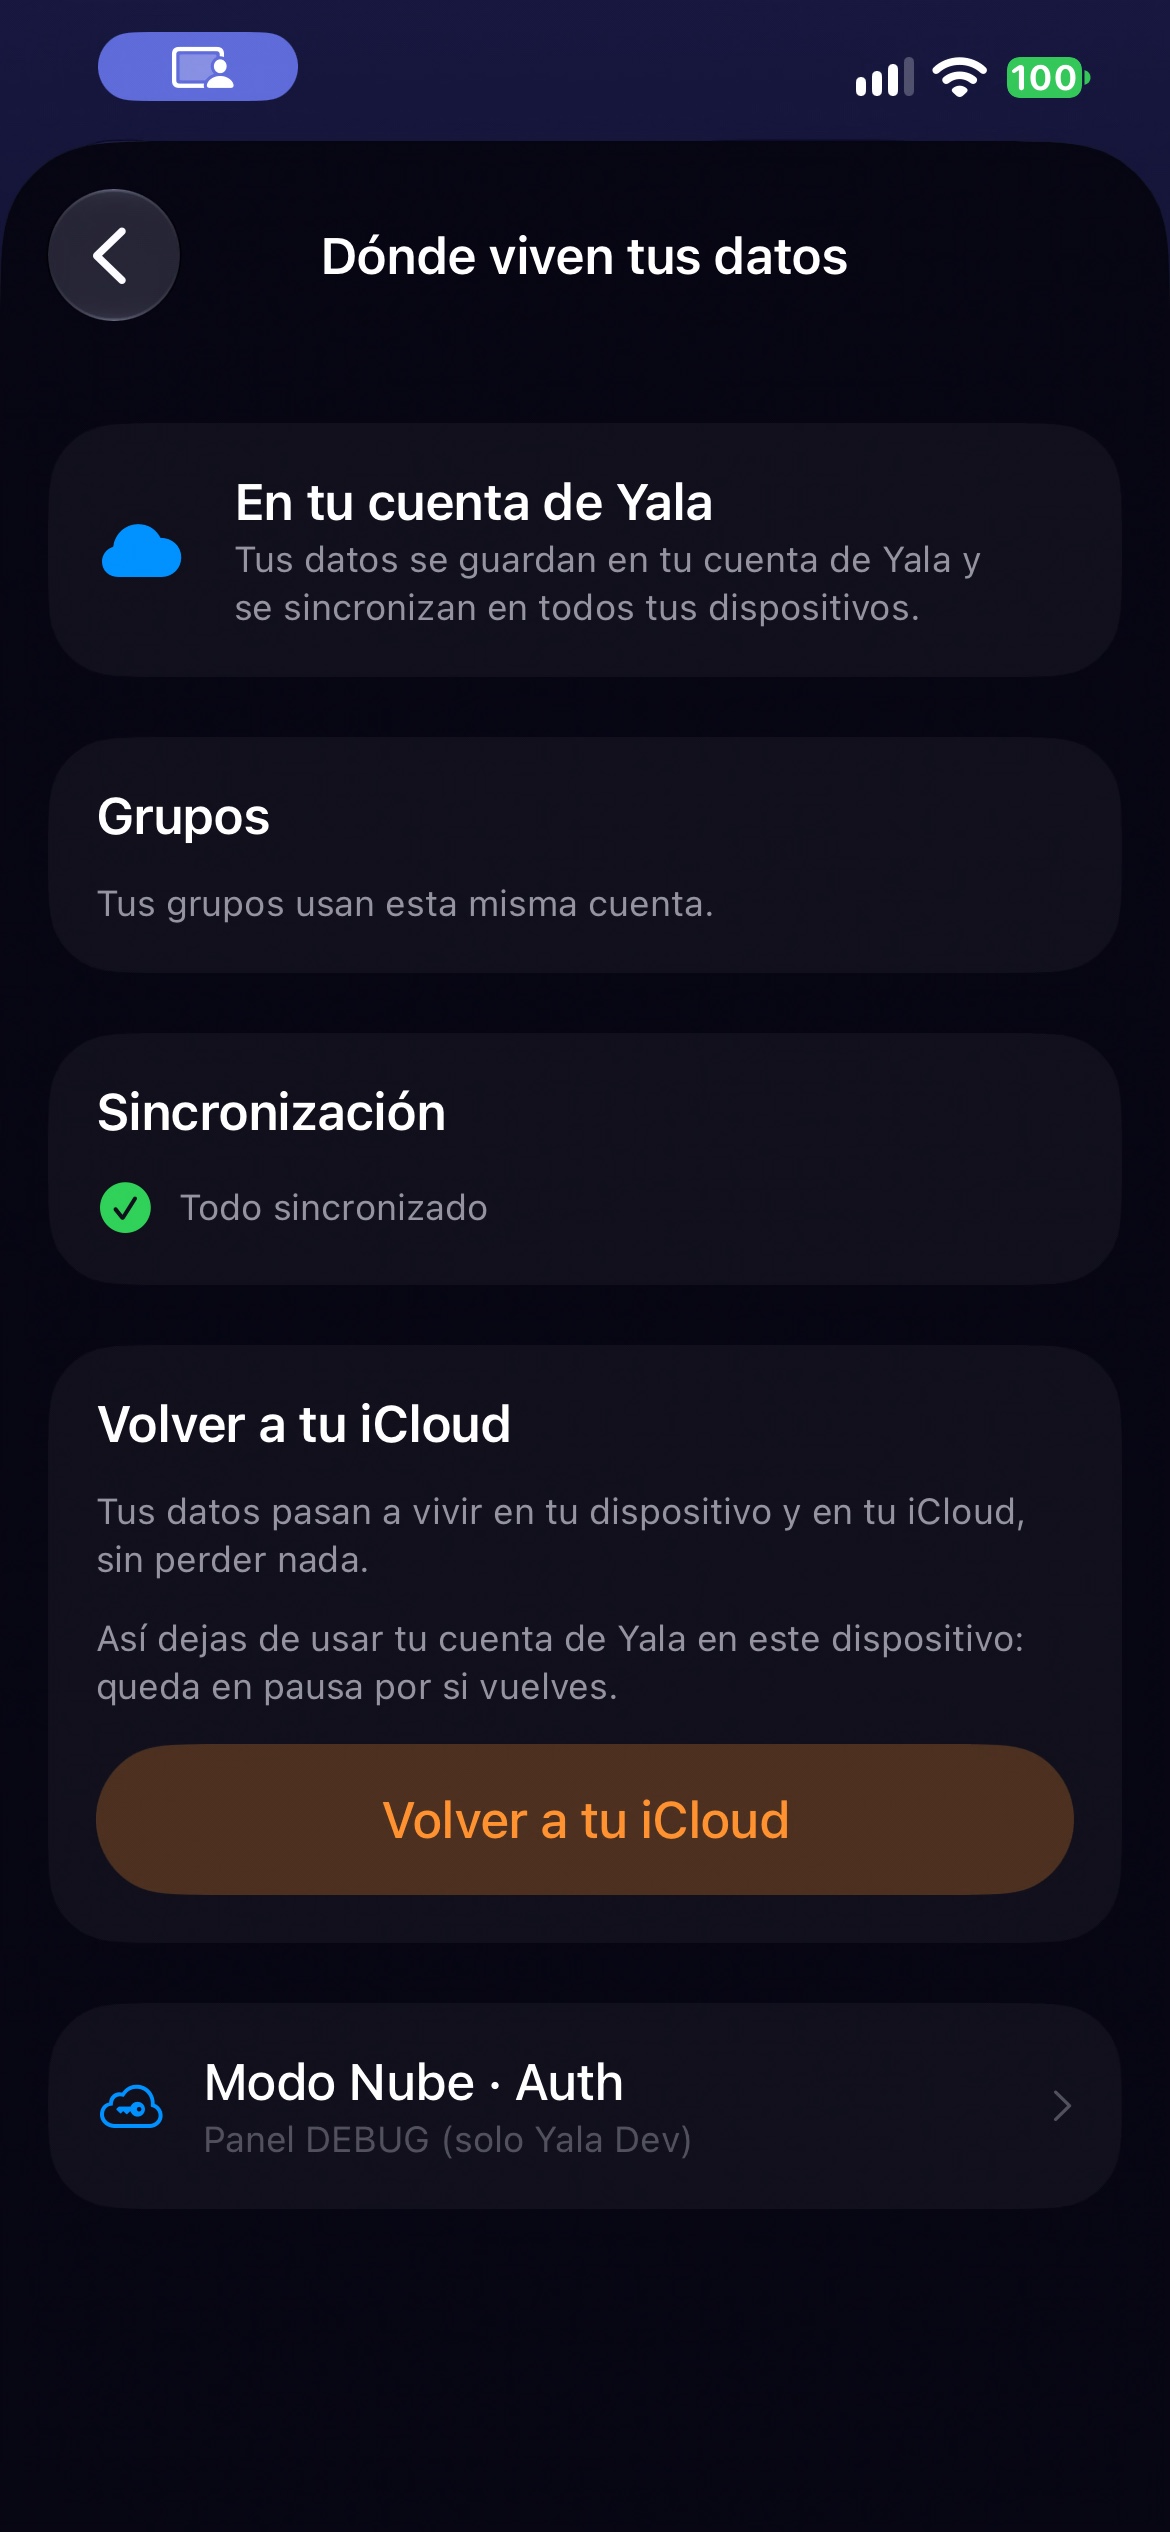 100
Dónde viven tus datos
En tu cuenta de Yala
Tus datos se guardan en tu cuenta de Yala y
se sincronizan en todos tus dispositivos.
Grupos
Tus grupos usan esta misma cuenta.
Sincronización
Todo sincronizado
Volver a tu iCloud
Tus datos pasan a vivir en tu dispositivo y en tu iCloud,
sin perder nada.
Así dejas de usar tu cuenta de Yala en este dispositivo:
queda en pausa por si vuelves.
Volver a tu iCloud
Modo Nube · Auth
Panel DEBUG (solo Yala Dev)